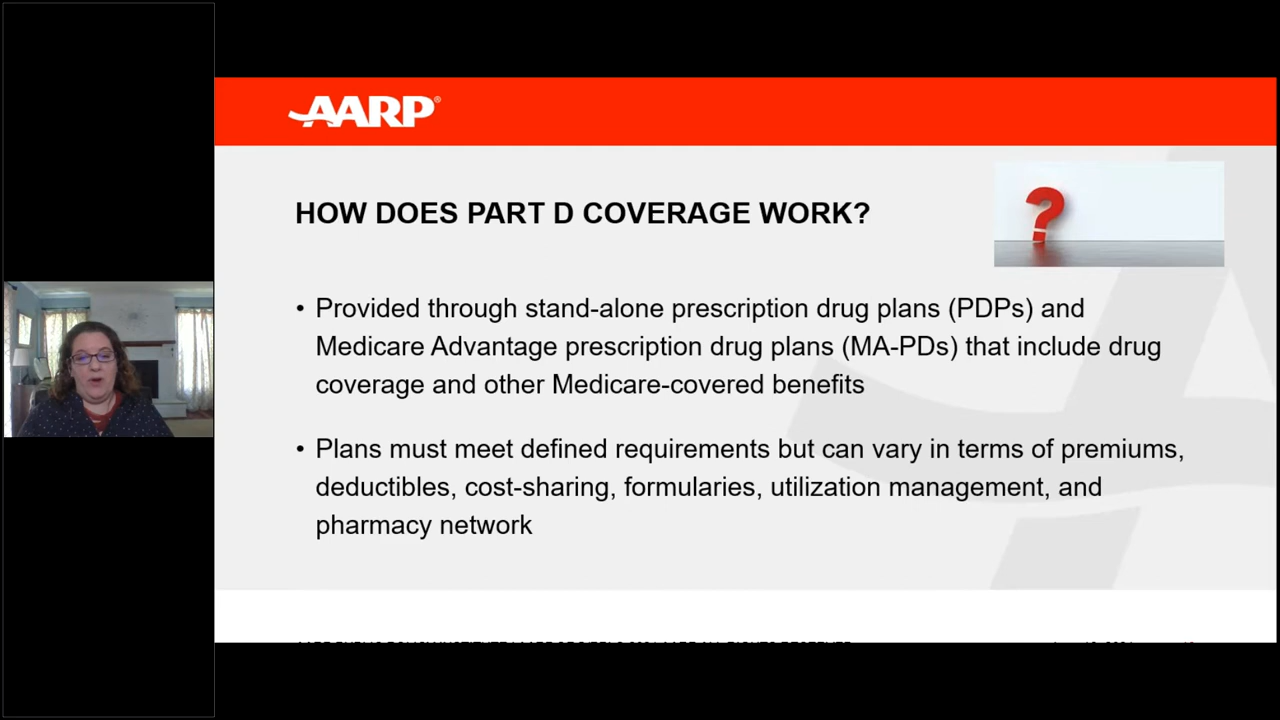 AARP®
HOW DOES PART D COVERAGE WORK?
• Provided through stand-alone prescription drug plans (PDPs) and
Medicare Advantage prescription drug plans (MA-PDs) that include drug
coverage and other Medicare-covered benefits
• Plans must meet defined requirements but can vary in terms of premiums,
deductibles, cost-sharing, formularies, utilization management, and
pharmacy network